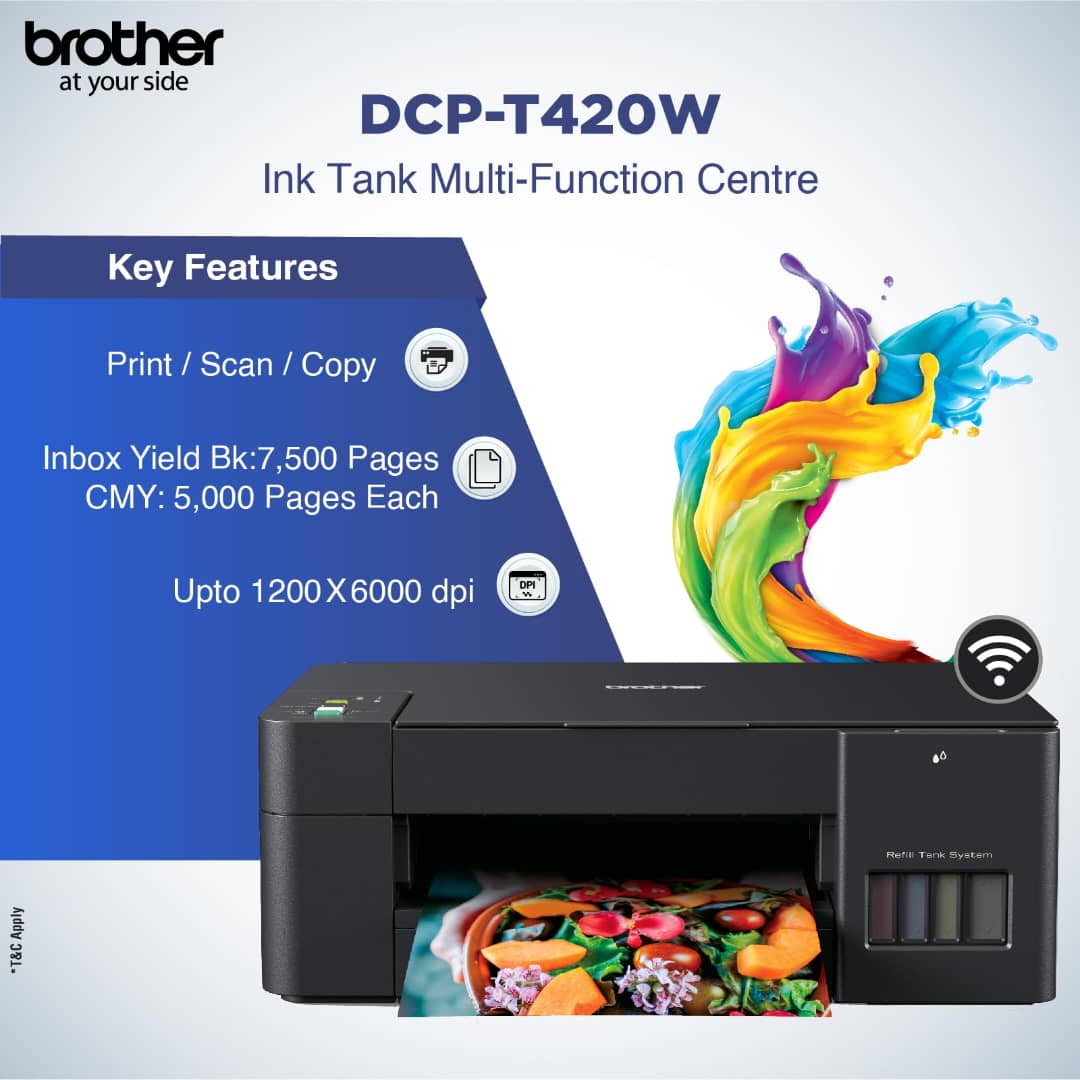 brother
at your side
DCP-T420W
Ink Tank Multi-Function Centre
Key Features
Print / Scan / Copy
Inbox Yield Bk:7,500 Pages
CMY: 5,000 Pages Each
Upto 1200X6000 dpi
DPI
brother
Refill Tank System
*T&C Apply